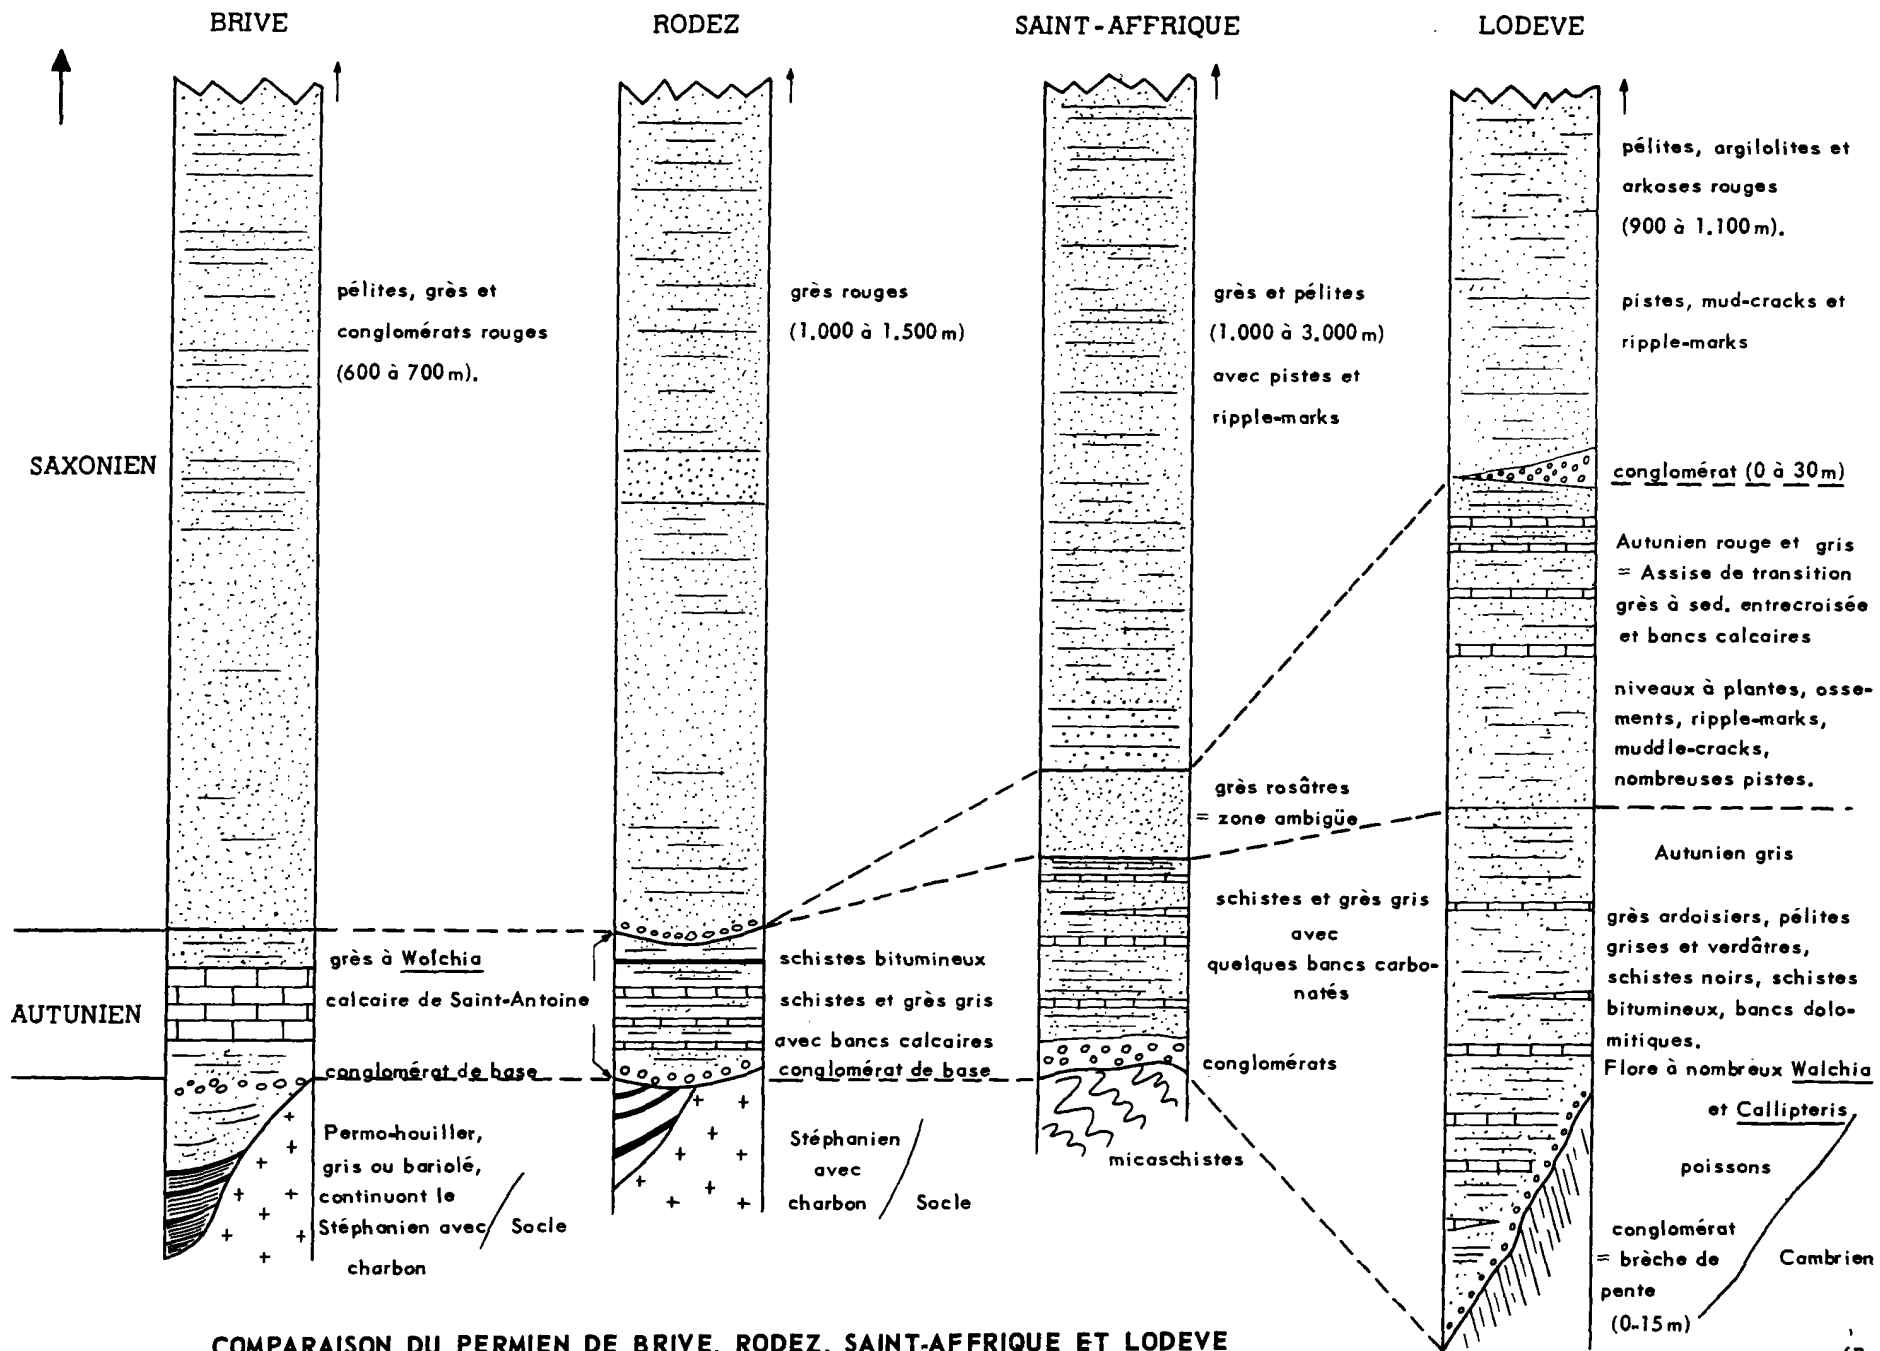 BRIVE
RODEZ
SAINT-AFFRIQUE
LODEVE
SAXONIEN
AUTUNIEN
pélites, grès et
conglomérats rouges
(600 à 700 m).
grès à Walchia
calcaire de Saint-Antoine
conglomérat de base
Permo-houiller,
gris ou bariolé,
continuont le
Stéphanien avec
charbon
Socle
grès rouges
(1.000 à 1.500 m)
schistes bitumineux
schistes et grès gris
avec bancs calcaires
conglomérat de base
Stéphanien
avec
charbon
Socle
grès et pélites
(1.000 à 3.000 m)
avec pistes et
ripple-marks
grès rosâtres
= zone ambigüe
schistes et grès gris
avec
quelques bancs carbo-
natés
conglomérats
micaschistes
pélites, argilolites et
arkoses rouges
(900 à 1.100 m).
pistes, mud-cracks et
ripple-marks
conglomérat (0 à 30 m)
Autunien rouge et gris
= Assise de transition
grès à sed. entrecroisée
et bancs calcaires
niveaux à plantes, osse-
ments, ripple-marks,
muddle-cracks,
nombreuses pistes.
Autunien gris
grès ardoisiers, pélites
grises et verdâtres,
schistes noirs, schistes
bitumineux, bancs dolo-
mitiques.
Flore à nombreux Walchia
et Callipteris
poissons
conglomérat
= brèche de
pente
(0-15 m)
Cambrien
COMPARAISON DU PERMIEN DE BRIVE, RODEZ, SAINT-AFFRIQUE ET LODEVE